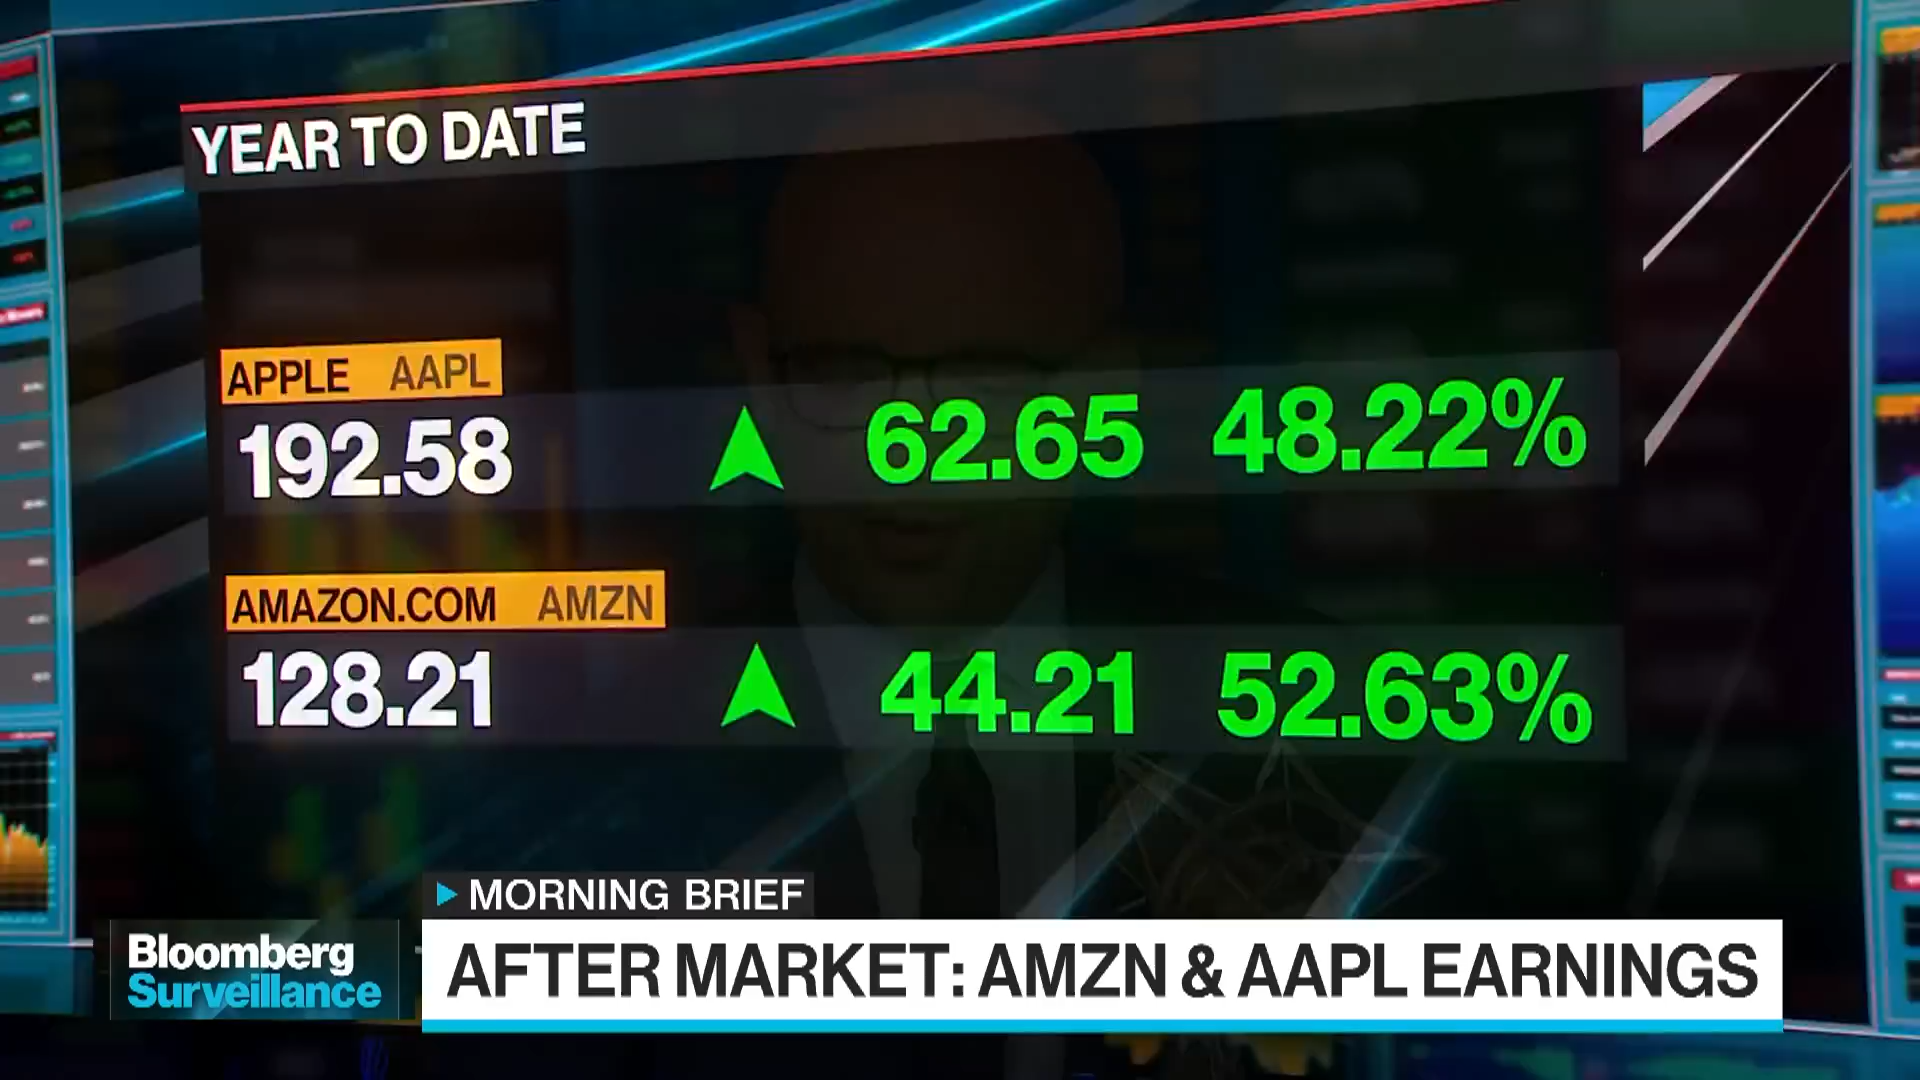 YEAR TO DATE
APPLE AAPL
192.58 62.65 48.22%
AMAZON.COM AMZN
128.21 44.21 52.63%
MORNING BRIEF
Bloomberg
Surveillance
AFTER MARKET: AMZN & AAPL EARNINGS